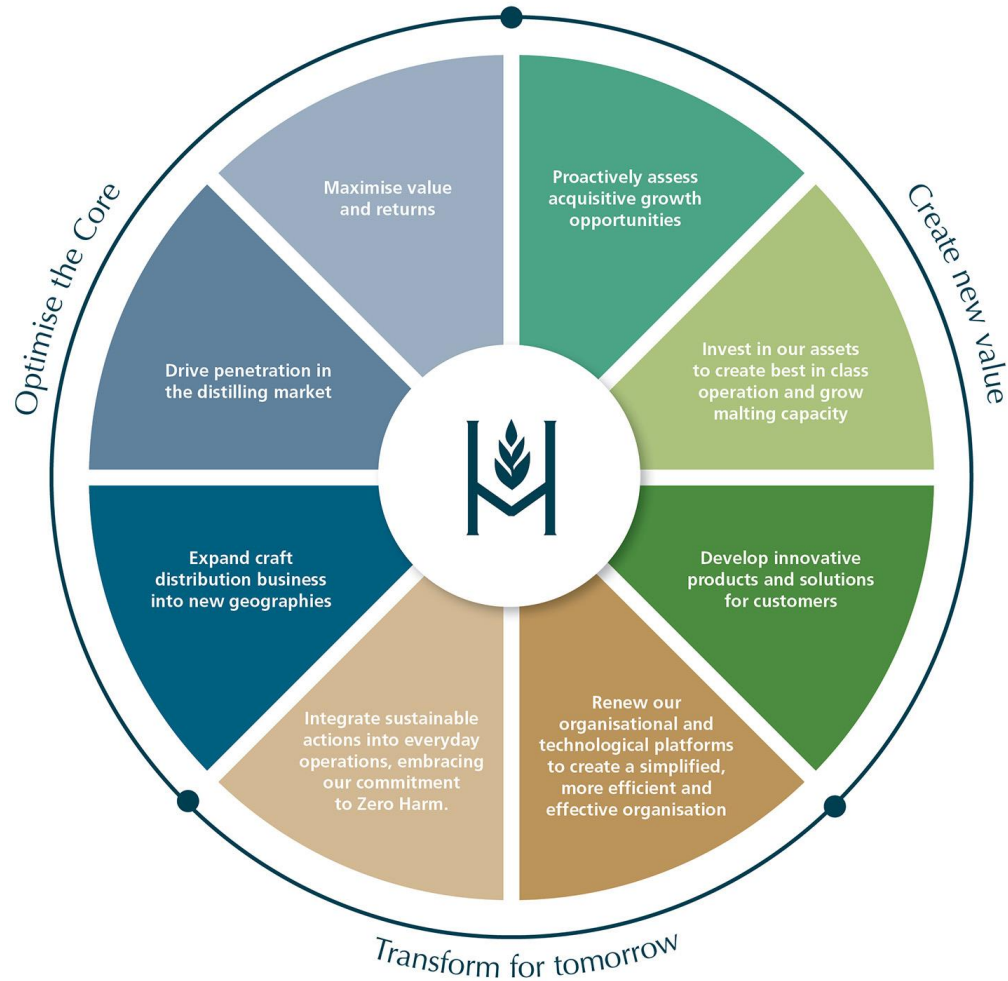 Optimise the Core
Maximise value
and returns
Drive penetration in
the distilling market
Expand craft
distribution business
into new geographies
Create new value
Proactively assess
acquisitive growth
opportunities
Invest in our assets
to create best in class
operation and grow
malting capacity
Develop innovative
products and solutions
for customers
Transform for tomorrow
Renew our
organisational and
technological platforms
to create a simplified,
more efficient and
effective organisation
Integrate sustainable
actions into everyday
operations, embracing
our commitment
to Zero Harm.